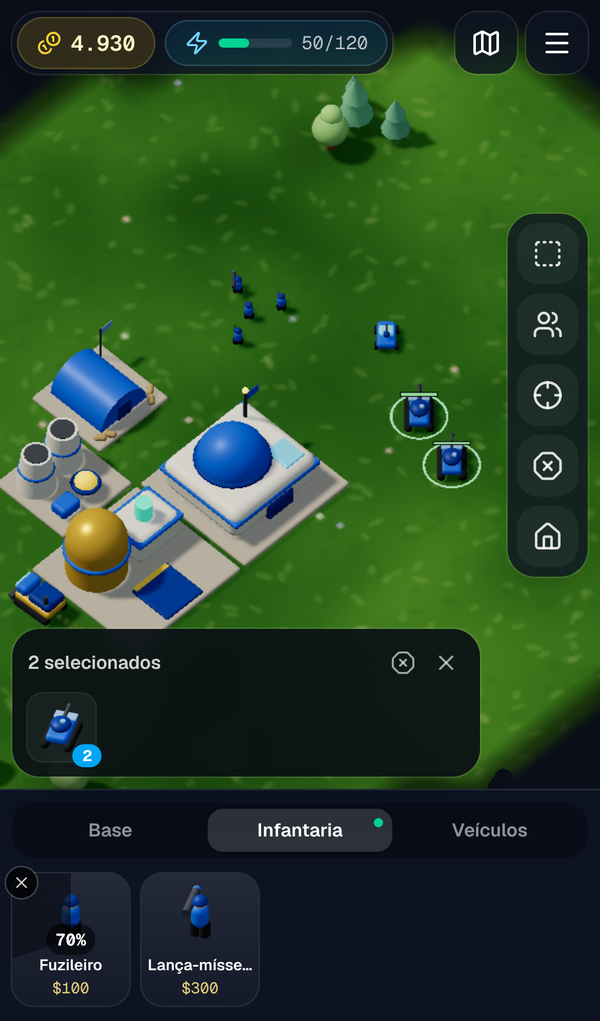 4.930
50/120
2 selecionados
2
Base
Infantaria
Veículos
70%
Fuzileiro
$100
Lança-mísse…
$300